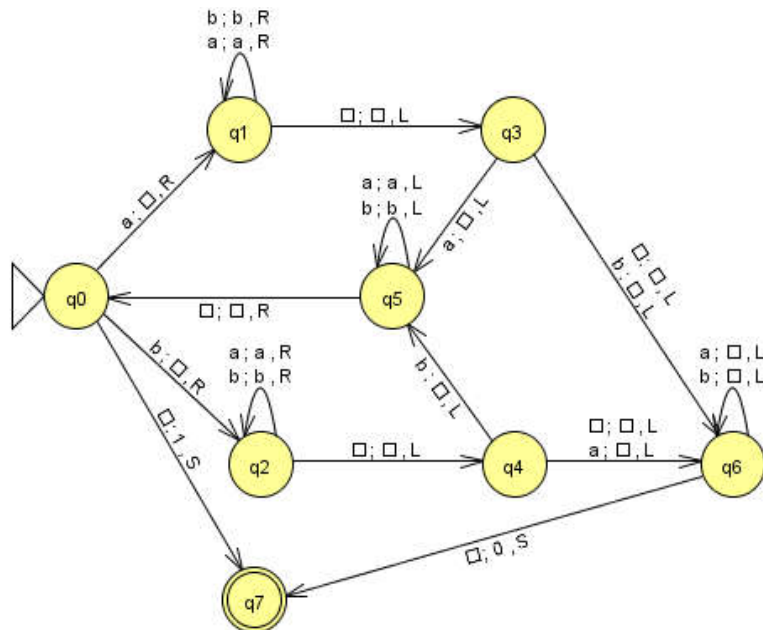 b ; b , R
a ; a , R
q1
□ ; □ , L
q3
a ; □ , R
a ; a , L
b ; b , L
a ; □ , L
□ ; □ , L
b ; □ , L
q0
q5
□ ; □ , R
b ; □ , R
a ; a , R
b ; b , R
b ; □ , L
a ; □ , L
b ; □ , L
□ ; 1 , S
q2
□ ; □ , L
q4
□ ; □ , L
a ; □ , L
q6
□ ; 0 , S
q7